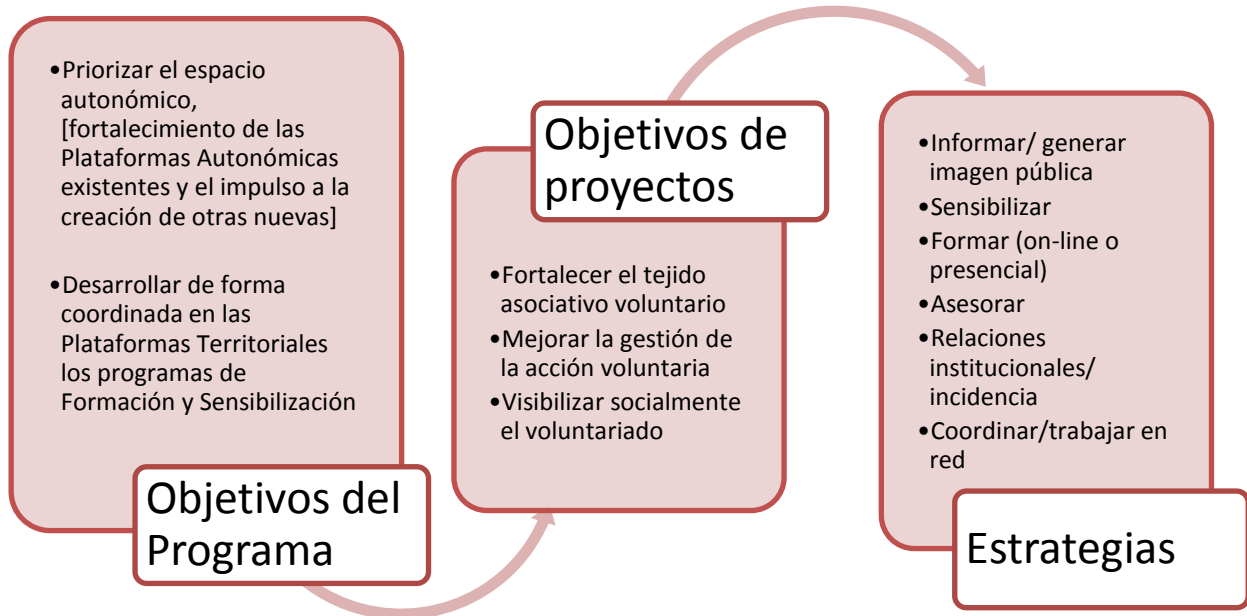 •Priorizar el espacio
autonómico,
[fortalecimiento de las
Plataformas Autonómicas
existentes y el impulso a la
creación de otras nuevas]
•Desarrollar de forma
coordinada en las
Plataformas Territoriales
los programas de
Formación y Sensibilización
Objetivos del
Programa
Objetivos de
proyectos
•Fortalecer el tejido
asociativo voluntario
•Mejorar la gestión de
la acción voluntaria
•Visibilizar socialmente
el voluntariado
•Informar/ generar
imagen pública
•Sensibilizar
•Formar (on-line o
presencial)
•Asesorar
•Relaciones
institucionales/
incidencia
•Coordinar/trabajar en
red
Estrategias